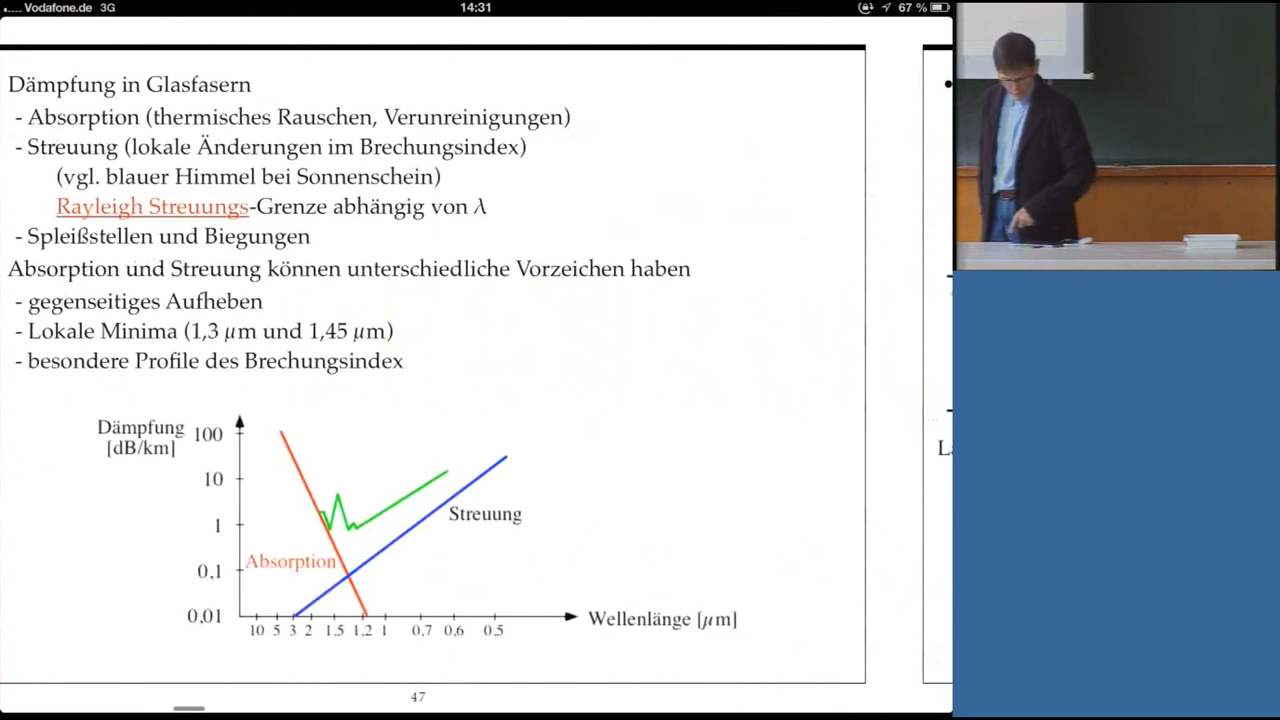 Vodafone.de 3G 14:31 67 %
Dämpfung in Glasfasern
- Absorption (thermisches Rauschen, Verunreinigungen)
- Streuung (lokale Änderungen im Brechungsindex)
(vgl. blauer Himmel bei Sonnenschein)
Rayleigh Streuungs-Grenze abhängig von λ
- Spleißstellen und Biegungen
Absorption und Streuung können unterschiedliche Vorzeichen haben
- gegenseitiges Aufheben
- Lokale Minima (1,3 μm und 1,45 μm)
- besondere Profile des Brechungsindex
Dämpfung
[dB/km]
100
10
1
0,1
0,01
Streuung
Absorption
10 5 3 2 1,5 1,2 1 0,7 0,6 0,5
Wellenlänge [μm]
47